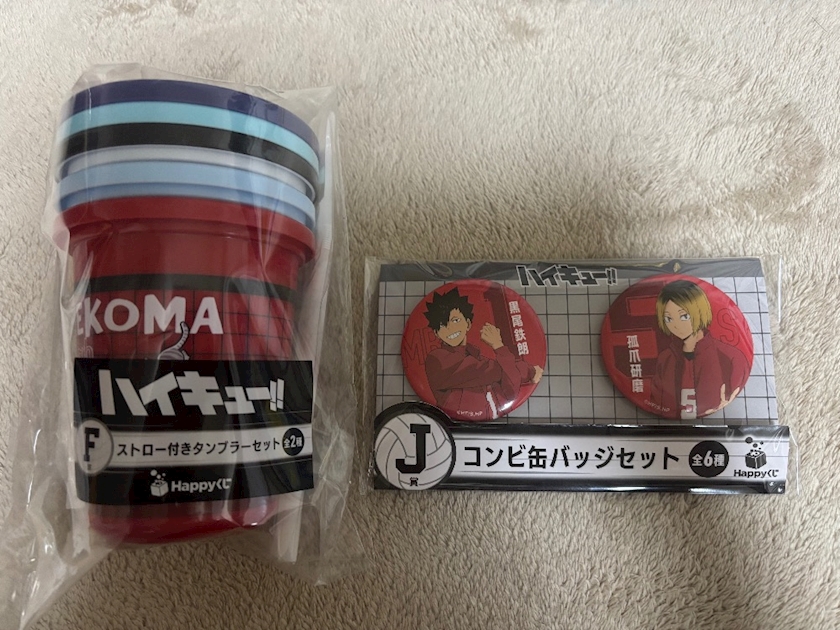 EKOMA
ハイキュー!!
F
ストロー付きタンブラーセット 全2種
Happyくじ
ハイキュー!!
黒尾鉄朗
1
孤爪研磨
5
J
賞
コンビ缶バッジセット 全6種
Happyくじ